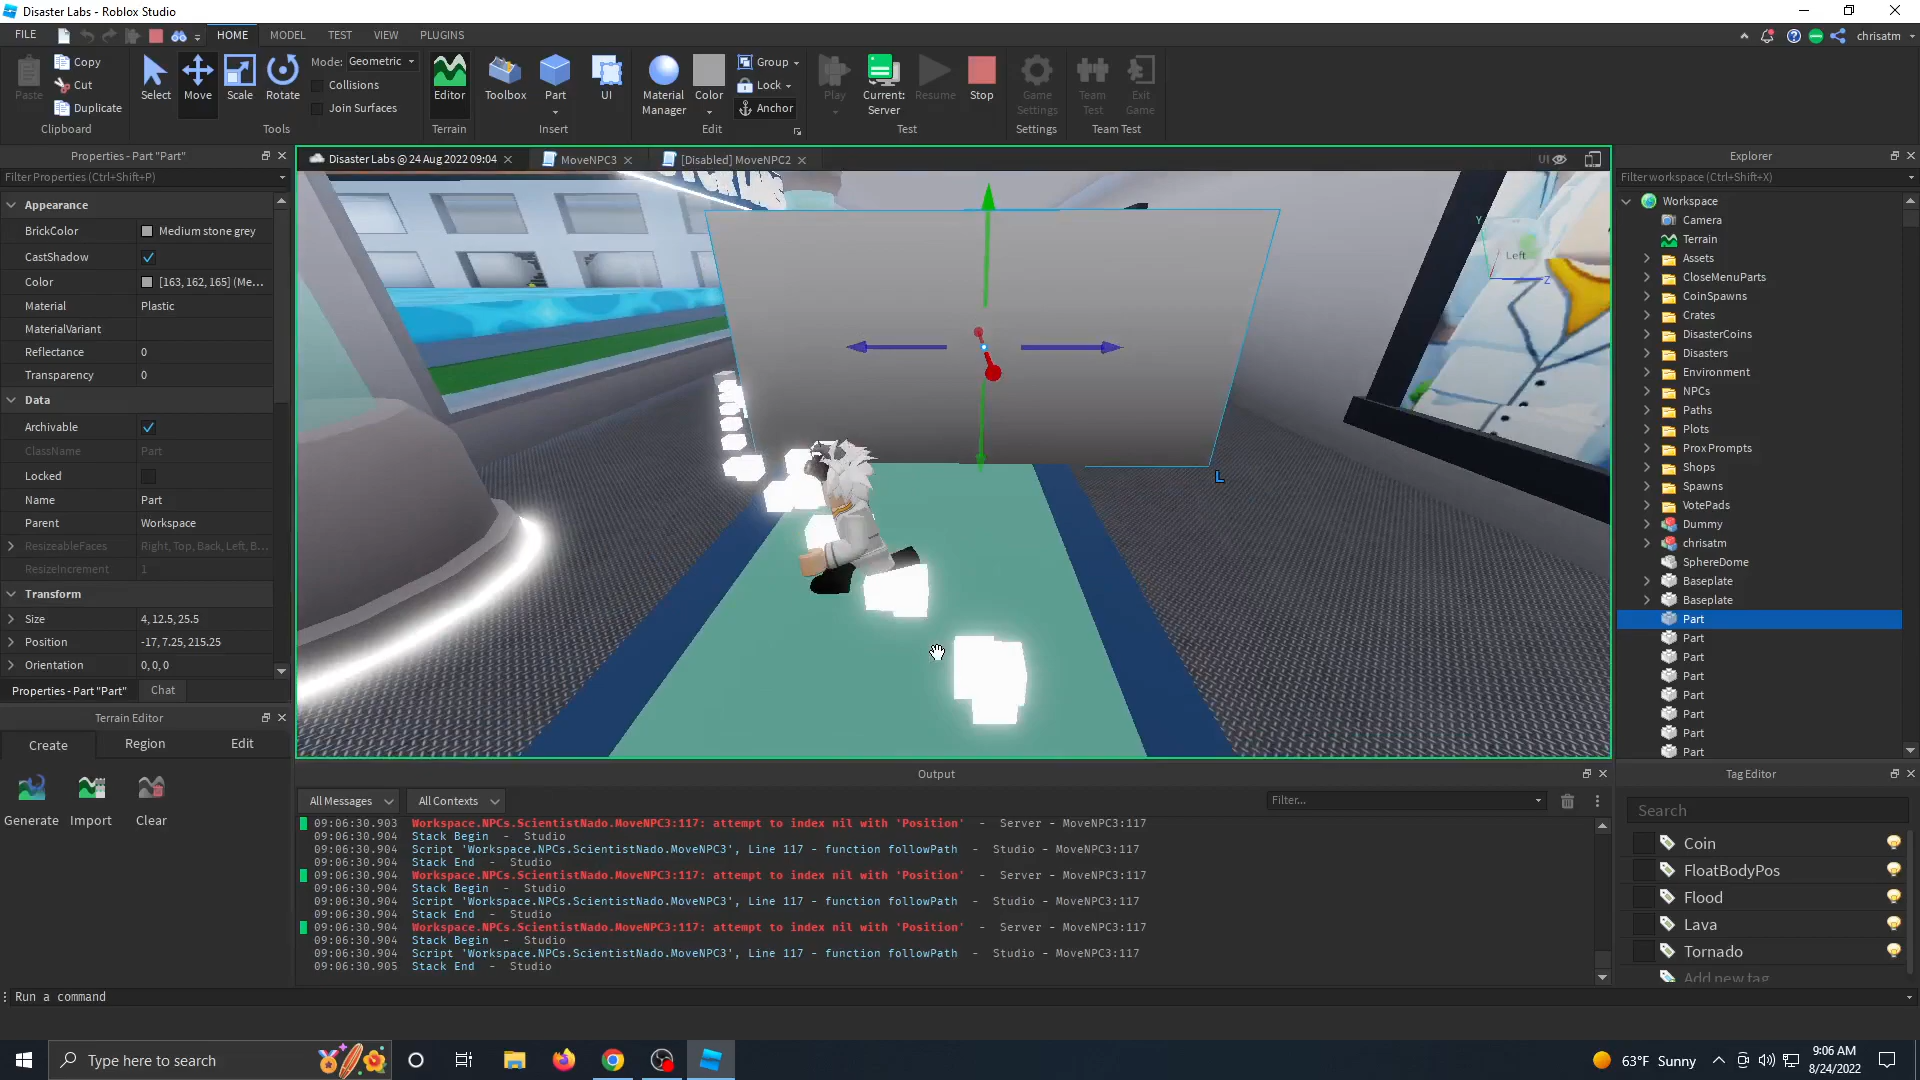 Disaster Labs - Roblox Studio
FILE
HOME
MODEL
TEST
VIEW
PLUGINS
chrisatm
Paste
Copy
Cut
Duplicate
Clipboard
Select
Move
Scale
Rotate
Mode: Geometric
Collisions
Join Surfaces
Tools
Editor
Terrain
Toolbox
Part
UI
Insert
Material
Manager
Color
Group
Lock
Anchor
Edit
Play
Current:
Server
Resume
Stop
Test
Game
Settings
Settings
Team
Test
Exit
Game
Team Test
Properties - Part "Part"
Filter Properties (Ctrl+Shift+P)
Appearance
BrickColor Medium stone grey
CastShadow
Color [163, 162, 165] (Me...
Material Plastic
MaterialVariant
Reflectance 0
Transparency 0
Data
Archivable
ClassName Part
Locked
Name Part
Parent Workspace
ResizeableFaces Right, Top, Back, Left, B...
ResizeIncrement 1
Transform
Size 4, 12.5, 25.5
Position -17, 7.25, 215.25
Orientation 0, 0, 0
Properties - Part "Part"
Chat
Terrain Editor
Create
Region
Edit
Generate
Import
Clear
Disaster Labs @ 24 Aug 2022 09:04
MoveNPC3
[Disabled] MoveNPC2
UI
Y
Left
Z
L
Explorer
Filter workspace (Ctrl+Shift+X)
Workspace
Camera
Terrain
Assets
CloseMenuParts
CoinSpawns
Crates
DisasterCoins
Disasters
Environment
NPCs
Paths
Plots
ProxPrompts
Shops
Spawns
VotePads
Dummy
chrisatm
SphereDome
Baseplate
Baseplate
Part
Part
Part
Part
Part
Part
Part
Part
Output
All Messages
All Contexts
Filter...
09:06:30.903 Workspace.NPCs.ScientistNado.MoveNPC3:117: attempt to index nil with 'Position' - Server - MoveNPC3:117
09:06:30.904 Stack Begin - Studio
09:06:30.904 Script 'Workspace.NPCs.ScientistNado.MoveNPC3', Line 117 - function followPath - Studio - MoveNPC3:117
09:06:30.904 Stack End - Studio
09:06:30.904 Workspace.NPCs.ScientistNado.MoveNPC3:117: attempt to index nil with 'Position' - Server - MoveNPC3:117
09:06:30.904 Stack Begin - Studio
09:06:30.904 Script 'Workspace.NPCs.ScientistNado.MoveNPC3', Line 117 - function followPath - Studio - MoveNPC3:117
09:06:30.904 Stack End - Studio
09:06:30.904 Workspace.NPCs.ScientistNado.MoveNPC3:117: attempt to index nil with 'Position' - Server - MoveNPC3:117
09:06:30.904 Stack Begin - Studio
09:06:30.904 Script 'Workspace.NPCs.ScientistNado.MoveNPC3', Line 117 - function followPath - Studio - MoveNPC3:117
09:06:30.905 Stack End - Studio
Tag Editor
Search
Coin
FloatBodyPos
Flood
Lava
Tornado
Add new tag
Run a command
Type here to search
63°F Sunny
9:06 AM
8/24/2022